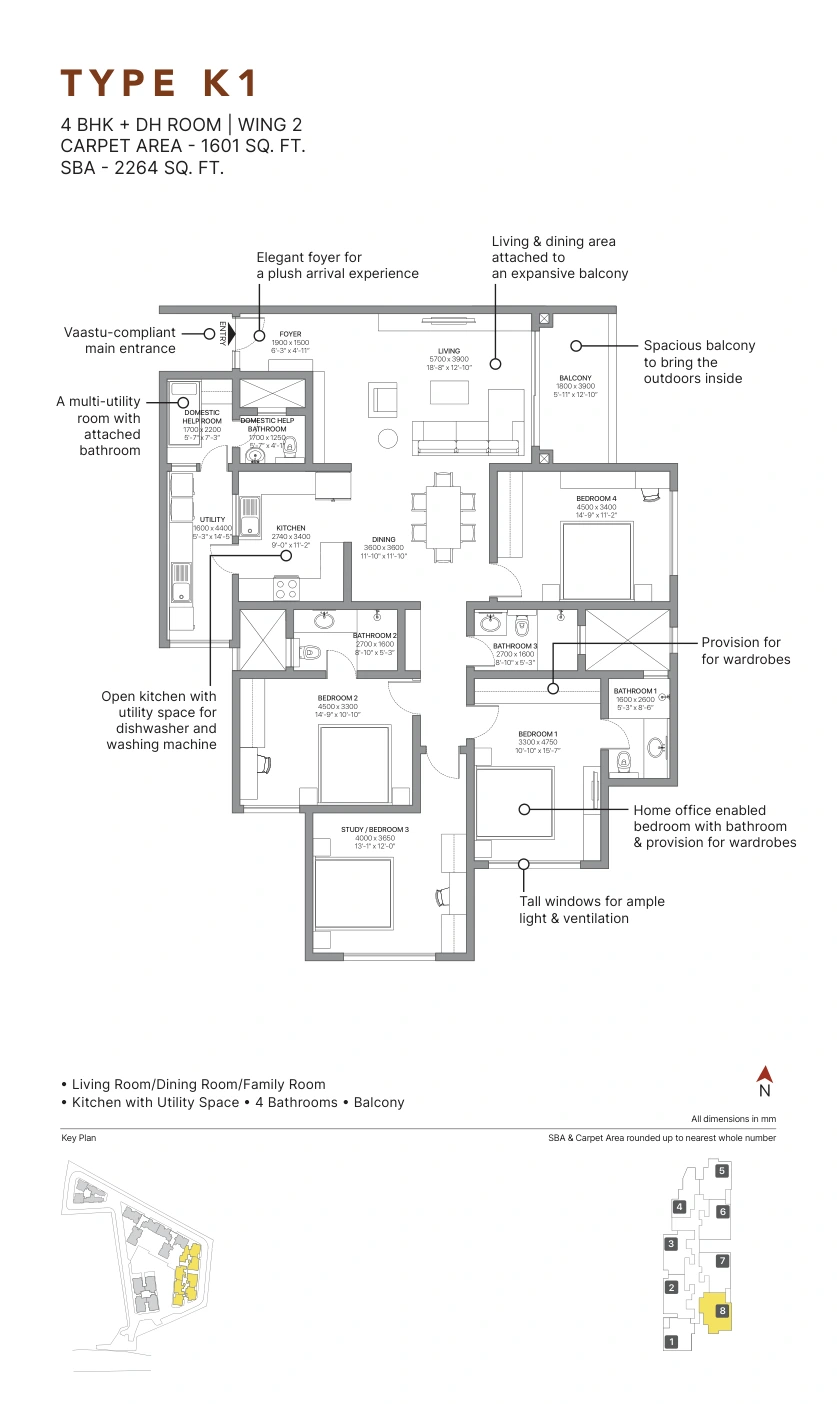 TYPE K1
4 BHK + DH ROOM | WING 2
CARPET AREA - 1601 SQ. FT.
SBA - 2264 SQ. FT.
Living & dining area
attached to
an expansive balcony
Elegant foyer for
a plush arrival experience
Vaastu-compliant
main entrance
ENTRY
FOYER
1900 x 1500
6'-3" x 4'-11"
LIVING
5700 x 3900
18'-8" x 12'-10"
BALCONY
1800 x 3900
5'-11" x 12'-10"
Spacious balcony
to bring the
outdoors inside
A multi-utility
room with
attached
bathroom
DOMESTIC
HELP ROOM
1700 x 2200
5'-7" x 7'-3"
DOMESTIC HELP
BATHROOM
1700 x 1250
5'-7" x 4'-1"
UTILITY
1600 x 4400
5'-3" x 14'-5"
KITCHEN
2740 x 3400
9'-0" x 11'-2"
DINING
3600 x 3600
11'-10" x 11'-10"
BEDROOM 4
4500 x 3400
14'-9" x 11'-2"
BATHROOM 2
2700 x 1600
8'-10" x 5'-3"
BATHROOM 3
2700 x 1600
8'-10" x 5'-3"
Provision for
for wardrobes
Open kitchen with
utility space for
dishwasher and
washing machine
BEDROOM 2
4500 x 3300
14'-9" x 10'-10"
BATHROOM 1
1600 x 2600
5'-3" x 8'-6"
BEDROOM 1
3300 x 4750
10'-10" x 15'-7"
Home office enabled
bedroom with bathroom
& provision for wardrobes
STUDY / BEDROOM 3
4000 x 3650
13'-1" x 12'-0"
Tall windows for ample
light & ventilation
• Living Room/Dining Room/Family Room
• Kitchen with Utility Space • 4 Bathrooms • Balcony
N
All dimensions in mm
Key Plan
SBA & Carpet Area rounded up to nearest whole number
5
4
6
3
7
2
8
1